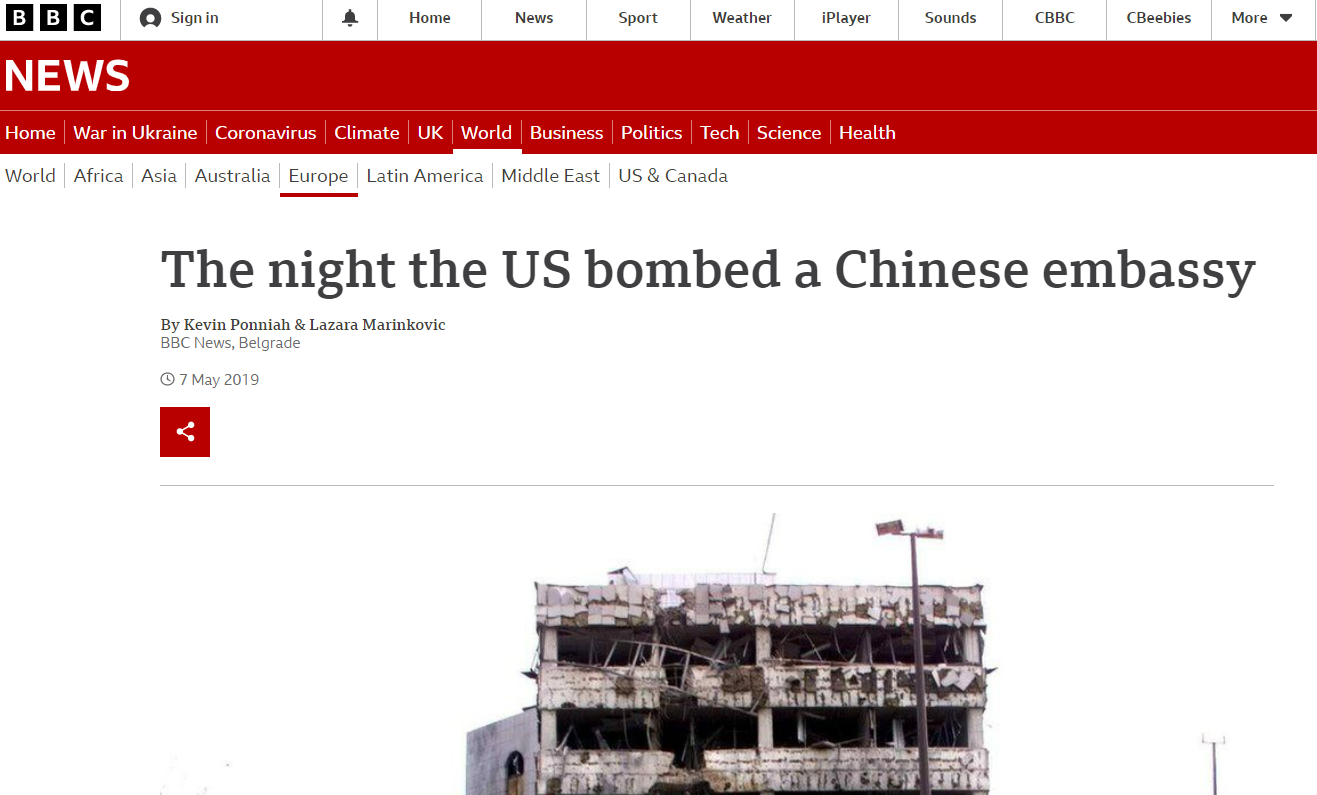 BBC Sign in Home News Sport Weather iPlayer Sounds CBBC CBeebies More
NEWS
Home War in Ukraine Coronavirus Climate UK World Business Politics Tech Science Health
World Africa Asia Australia Europe Latin America Middle East US & Canada
The night the US bombed a Chinese embassy
By Kevin Ponniah & Lazara Marinkovic
BBC News, Belgrade
7 May 2019